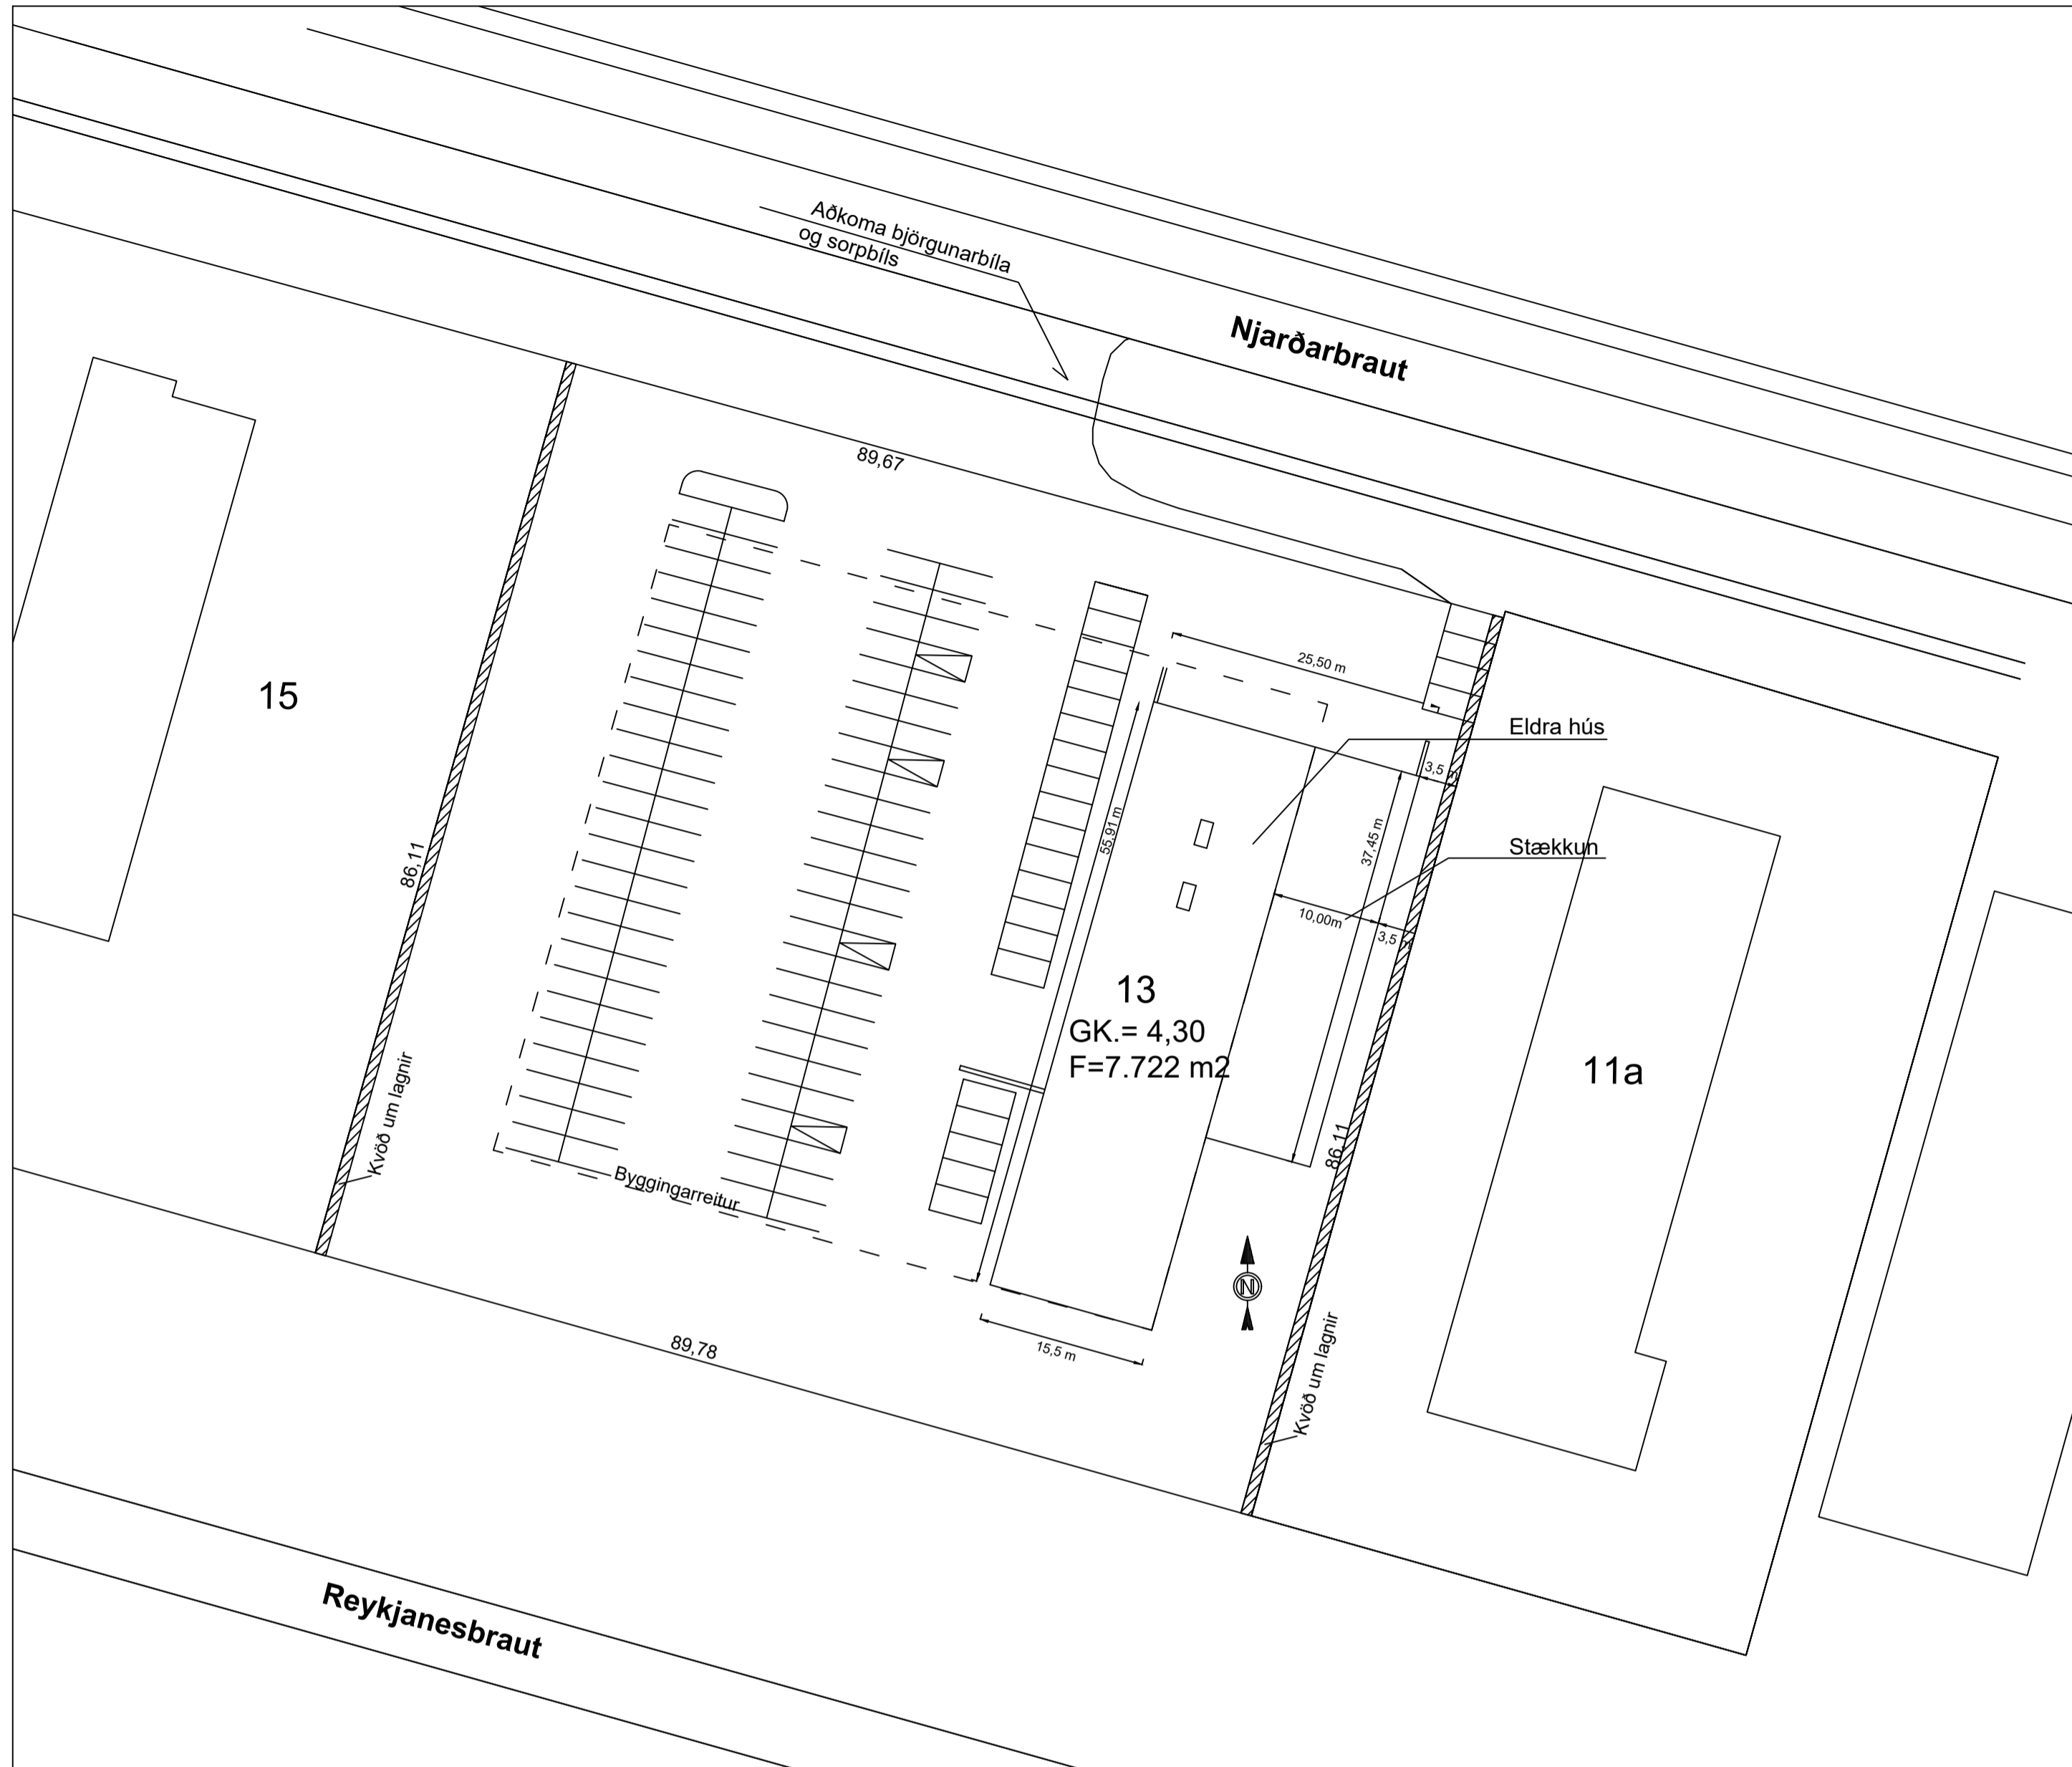 Aðkoma björgunarbíla
og sorpbíls
Njarðarbraut
89,67
25,50 m
Eldra hús
3,5 m
15
37,45 m
55,91 m
Stækkun
86,11
10,00m
3,5 m
13
GK.= 4,30
F=7.722 m2
11a
Kvöð um lagnir
86,11
Byggingarreitur
N
89,78
15,5 m
Kvöð um lagnir
Reykjanesbraut